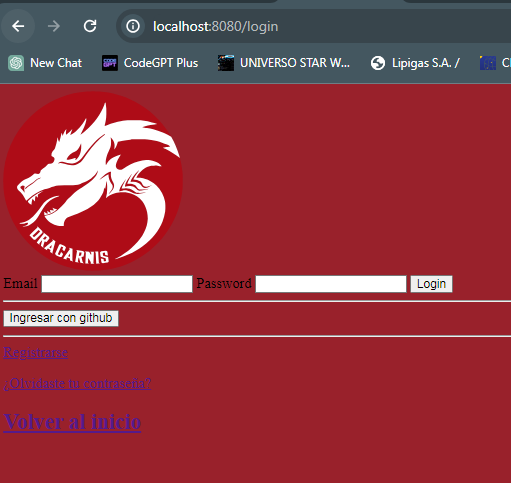 localhost:8080/login
New Chat CodeGPT Plus UNIVERSO STAR W... Lipigas S.A. /
DRACARNIS
Email Password Login
Ingresar con github
Registrarse
¿Olvidaste tu contraseña?
Volver al inicio